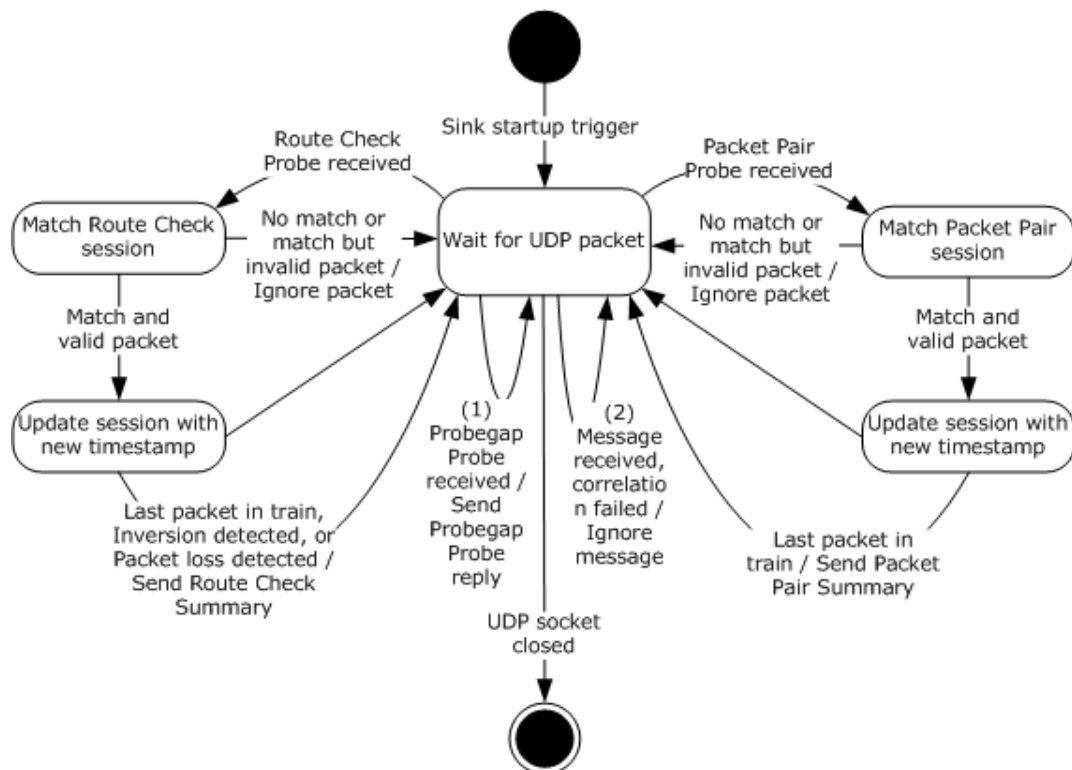 Sink startup trigger
Route Check
Probe received
Packet Pair
Probe received
Match Route Check
session
No match or
match but
invalid packet /
Ignore packet
Wait for UDP packet
No match or
match but
invalid packet /
Ignore packet
Match Packet Pair
session
Match and
valid packet
Match and
valid packet
Update session with
new timestamp
(1)
Probegap
Probe
received /
Send
Probegap
Probe
reply
(2)
Message
received,
correlatio
n failed /
Ignore
message
Update session with
new timestamp
Last packet in train,
Inversion detected, or
Packet loss detected /
Send Route Check
Summary
Last packet in
train / Send Packet
Pair Summary
UDP socket
closed